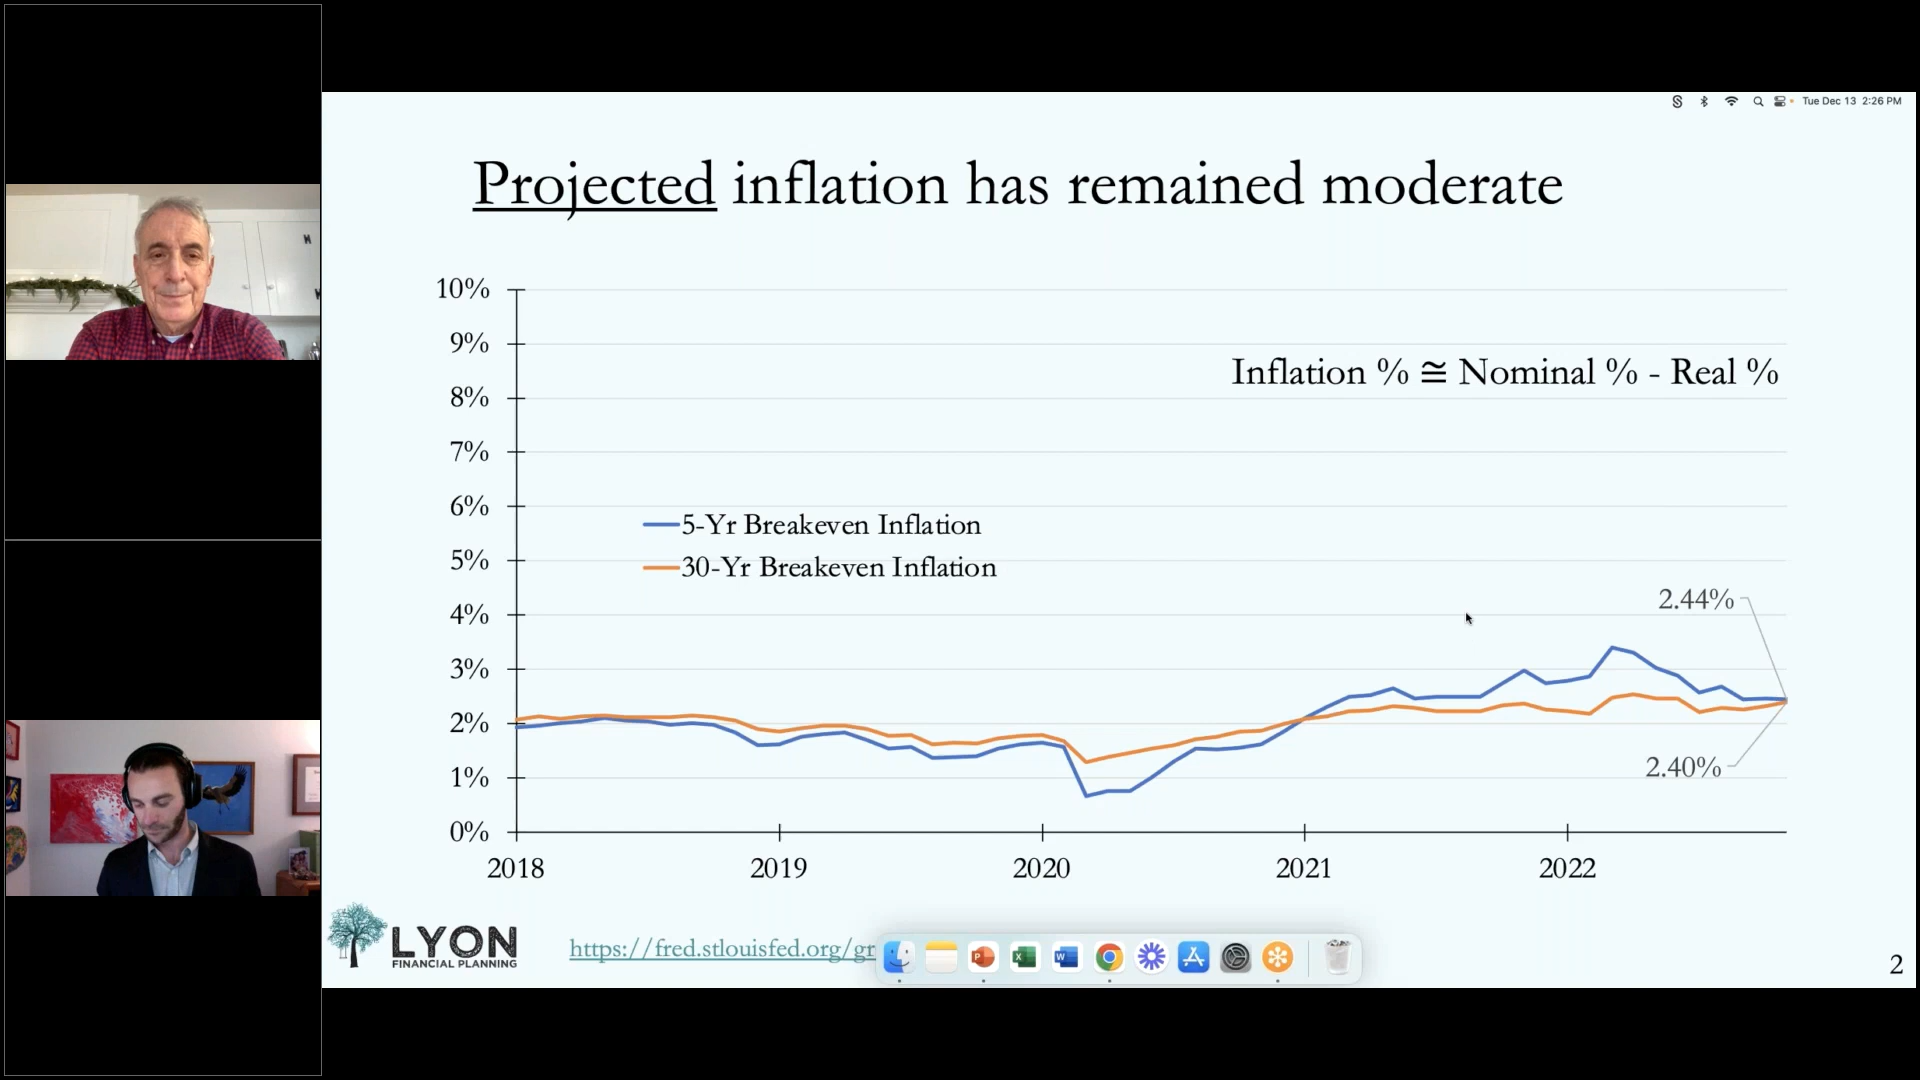 Tue Dec 13 2:26 PM
Projected inflation has remained moderate
10%
9%
Inflation % ≅ Nominal % - Real %
8%
7%
6%
5-Yr Breakeven Inflation
5%
30-Yr Breakeven Inflation
4%
2.44%
3%
2%
1%
2.40%
0%
2018 2019 2020 2021 2022
LYON
FINANCIAL PLANNING
https://fred.stlouisfed.org/gr
2